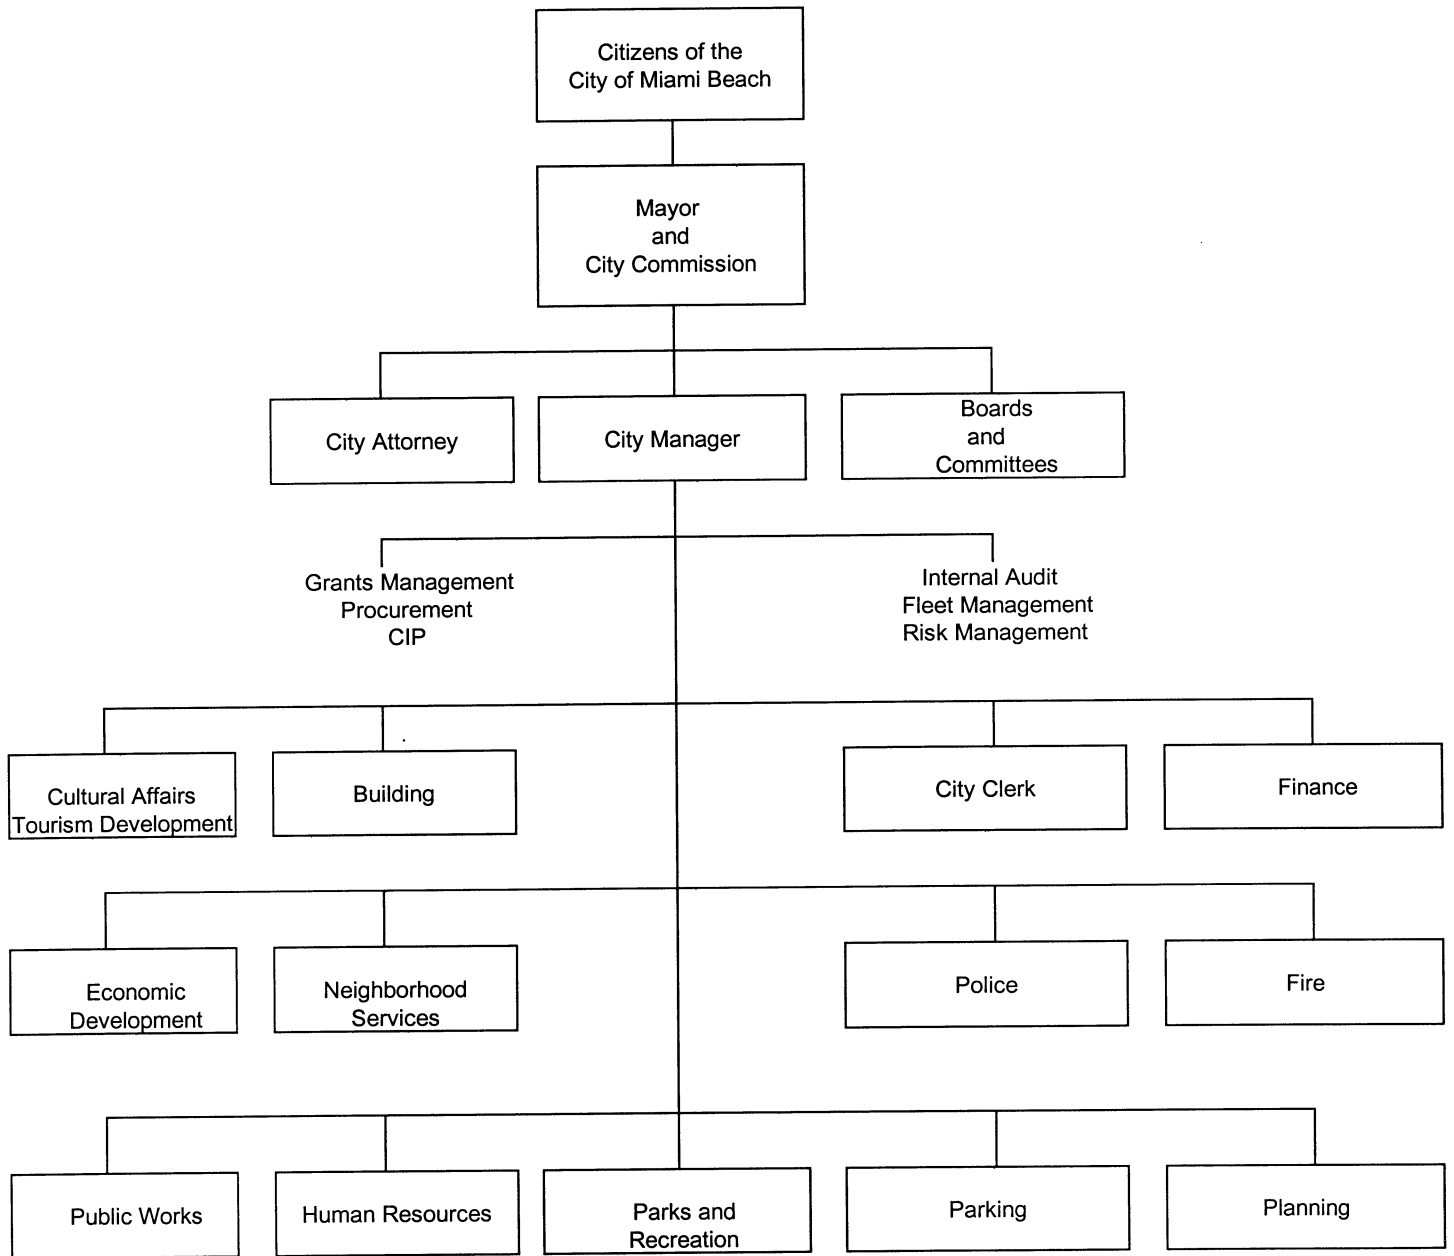 Citizens of the
City of Miami Beach
Mayor
and
City Commission
City Attorney
City Manager
Boards
and
Committees
Grants Management
Procurement
CIP
Internal Audit
Fleet Management
Risk Management
Cultural Affairs
Tourism Development
Building
City Clerk
Finance
Economic
Development
Neighborhood
Services
Police
Fire
Public Works
Human Resources
Parks and
Recreation
Parking
Planning